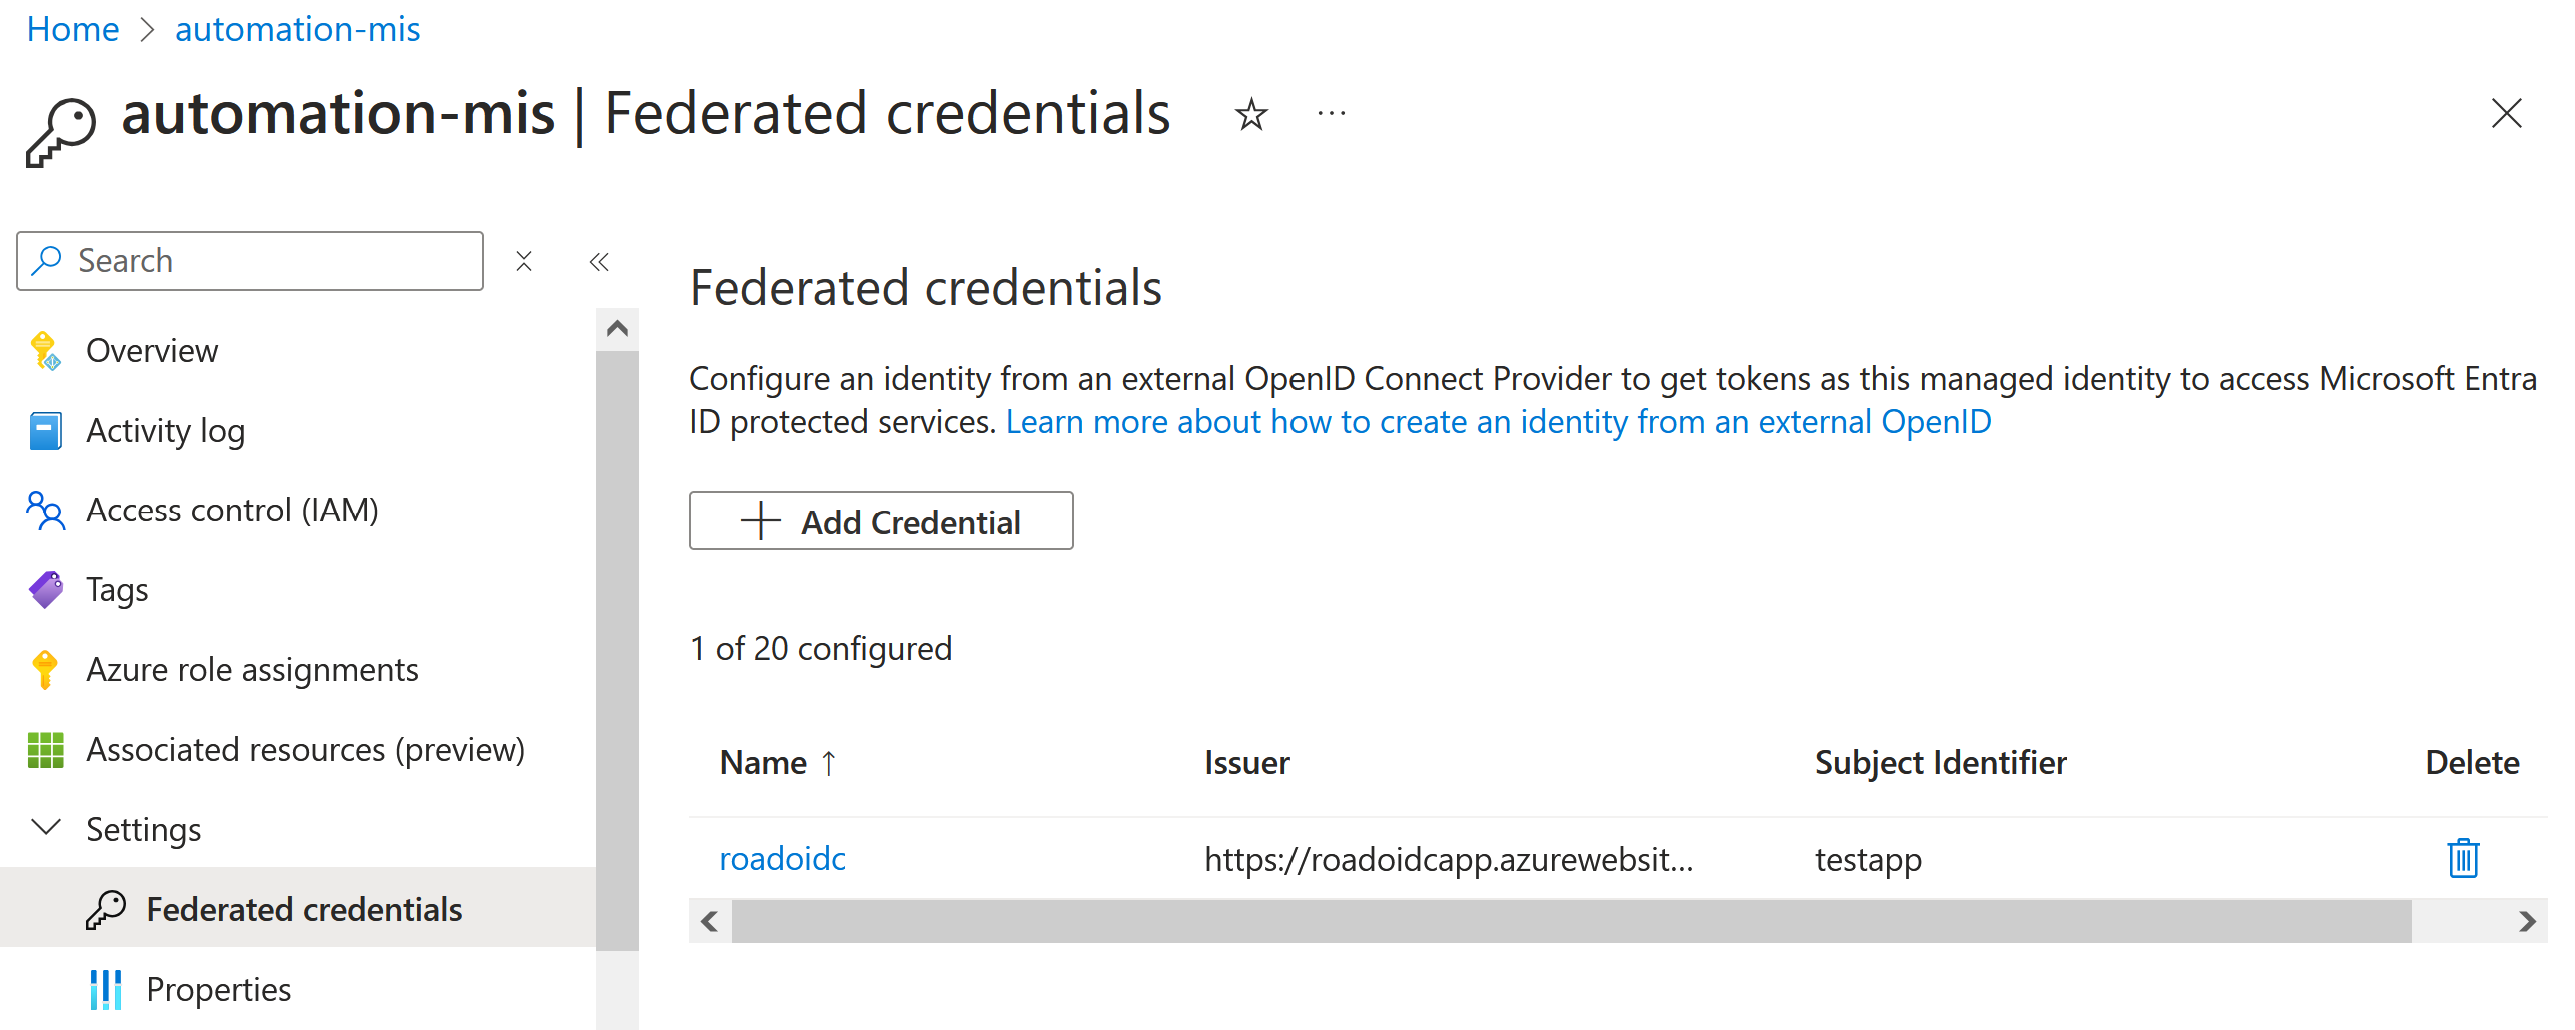 Home > automation-mis
automation-mis | Federated credentials
Search
Overview
Activity log
Access control (IAM)
Tags
Azure role assignments
Associated resources (preview)
Settings
Federated credentials
Properties
Federated credentials
Configure an identity from an external OpenID Connect Provider to get tokens as this managed identity to access Microsoft Entra
ID protected services. Learn more about how to create an identity from an external OpenID
Add Credential
1 of 20 configured
Name ↑ Issuer Subject Identifier Delete
roadoidc https://roadoidcapp.azurewebsit... testapp